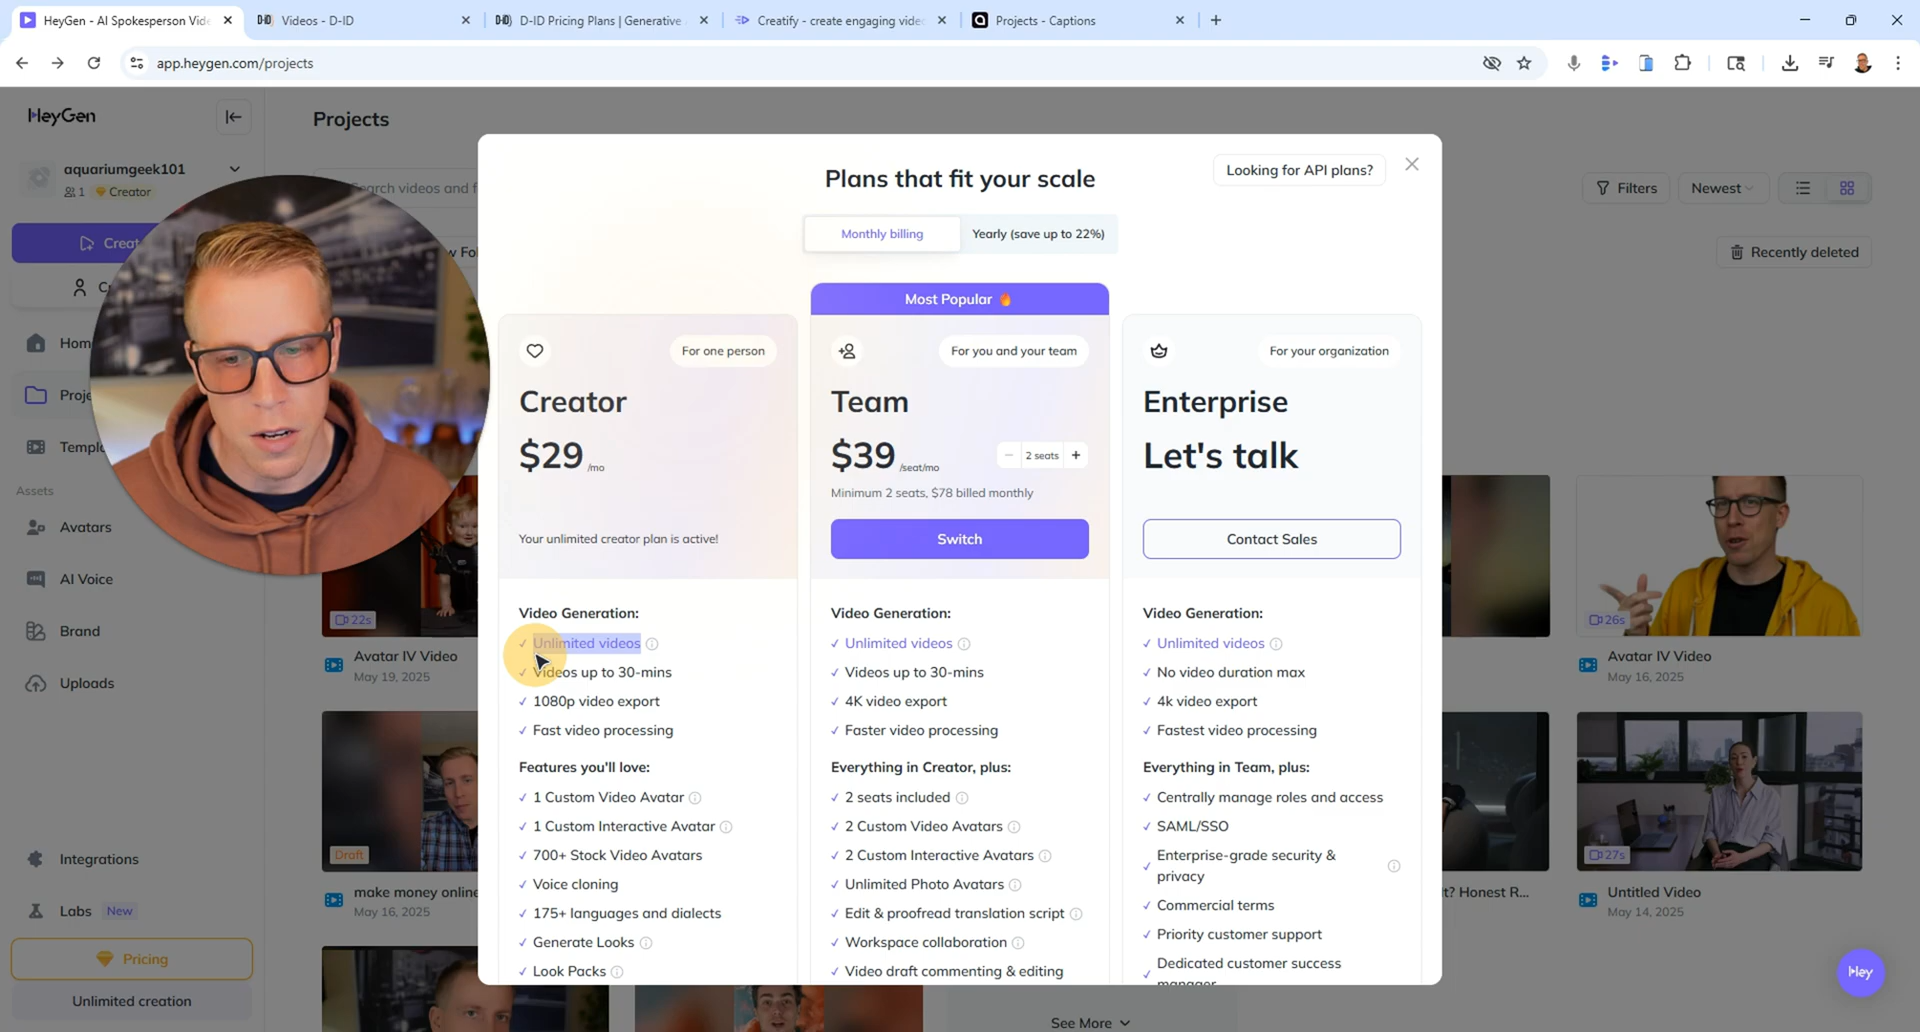 HeyGen - AI Spokesperson Vide
Videos - D-ID
D-ID Pricing Plans | Generative
Creatify - create engaging vide
Projects - Captions
app.heygen.com/projects
HeyGen
Projects
aquariumgeek101
1 Creator
Search videos and f
Filters
Newest
Creat
w Fol
Recently deleted
Hom
Proje
Templ
Assets
Avatars
AI Voice
Brand
Uploads
Integrations
Labs New
Pricing
Unlimited creation
Plans that fit your scale
Looking for API plans?
Monthly billing
Yearly (save up to 22%)
Most Popular 🔥
For one person
Creator
$29 /mo
Your unlimited creator plan is active!
Video Generation:
✓ Unlimited videos
✓ Videos up to 30-mins
✓ 1080p video export
✓ Fast video processing
Features you'll love:
✓ 1 Custom Video Avatar
✓ 1 Custom Interactive Avatar
✓ 700+ Stock Video Avatars
✓ Voice cloning
✓ 175+ languages and dialects
✓ Generate Looks
✓ Look Packs
For you and your team
Team
$39 /seat/mo
2 seats
Minimum 2 seats, $78 billed monthly
Switch
Video Generation:
✓ Unlimited videos
✓ Videos up to 30-mins
✓ 4K video export
✓ Faster video processing
Everything in Creator, plus:
✓ 2 seats included
✓ 2 Custom Video Avatars
✓ 2 Custom Interactive Avatars
✓ Unlimited Photo Avatars
✓ Edit & proofread translation script
✓ Workspace collaboration
✓ Video draft commenting & editing
For your organization
Enterprise
Let's talk
Contact Sales
Video Generation:
✓ Unlimited videos
✓ No video duration max
✓ 4k video export
✓ Fastest video processing
Everything in Team, plus:
✓ Centrally manage roles and access
✓ SAML/SSO
✓ Enterprise-grade security &
privacy
✓ Commercial terms
✓ Priority customer support
✓ Dedicated customer success
manager
22s
Avatar IV Video
May 19, 2025
26s
Avatar IV Video
May 16, 2025
Draft
make money online
May 16, 2025
t? Honest R...
27s
Untitled Video
May 14, 2025
See More
Hey